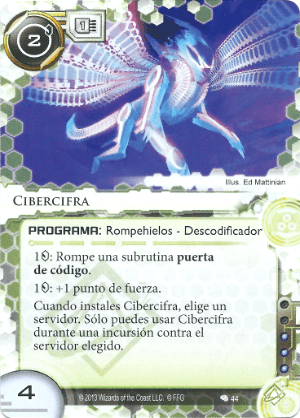 2
1
Illus. Ed Mattinian
CIBERCIFRA
PROGRAMA: Rompehielos - Descodificador
1: Rompe una subrutina puerta
de código.
1: +1 punto de fuerza.
Cuando instales Cibercifra, elige un
servidor. Sólo puedes usar Cibercifra
durante una incursión contra el
servidor elegido.
4
©2013 Wizards of the Coast LLC. © FFG
44